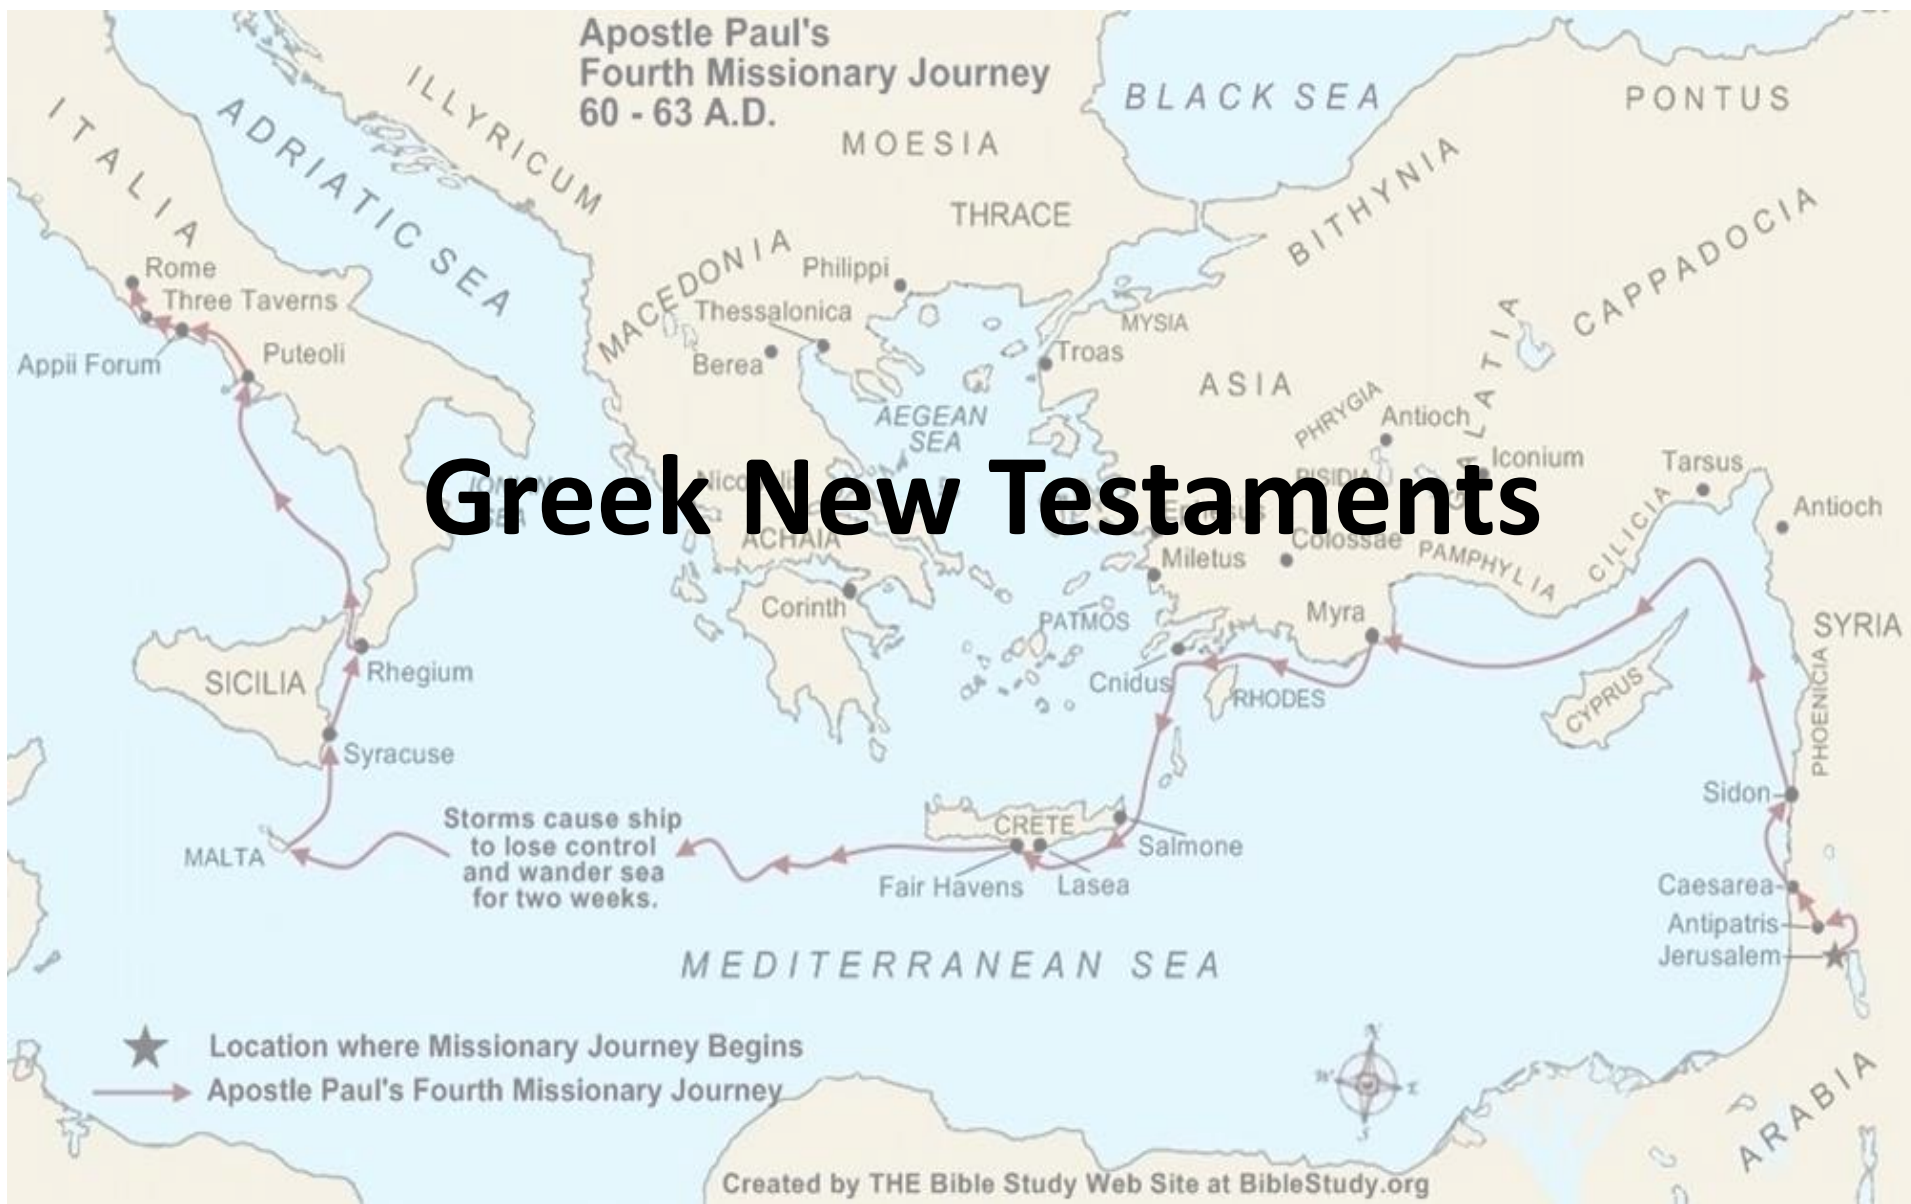 Apostle Paul's
Fourth Missionary Journey
60 - 63 A.D.
BLACK SEA
PONTUS
ILLYRICUM
ITALIA
ADRIATIC SEA
MOESIA
THRACE
BITHYNIA
CAPPADOCIA
MACEDONIA
Philippi
Rome
Three Taverns
Thessalonica
MYSIA
Appii Forum
Puteoli
Berea
Troas
ASIA
GALATIA
PHRYGIA
Antioch
AEGEAN
SEA
Iconium
Tarsus
Greek New Testaments
IONIAN
SEA
PISIDIA
Antioch
Ephesus
ACHAIA
Colossae
PAMPHYLIA
CILICIA
Miletus
Corinth
PATMOS
Myra
SYRIA
Rhegium
SICILIA
Cnidus
RHODES
CYPRUS
PHOENICIA
Syracuse
Sidon
Storms cause ship
to lose control
and wander sea
for two weeks.
CRETE
Salmone
MALTA
Fair Havens
Lasea
Caesarea
Antipatris
Jerusalem
MEDITERRANEAN SEA
Location where Missionary Journey Begins
Apostle Paul's Fourth Missionary Journey
N
W
E
S
ARABIA
Created by THE Bible Study Web Site at BibleStudy.org